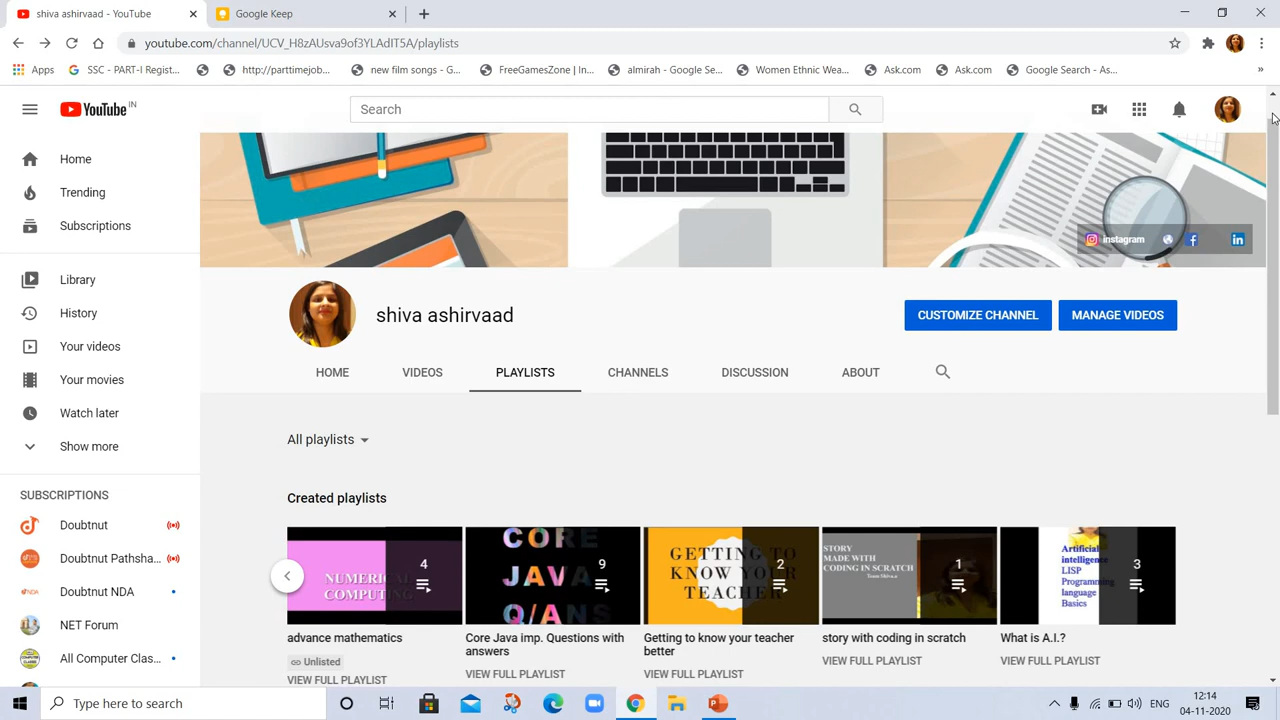 shiva ashirvaad - YouTube
Google Keep
youtube.com/channel/UCV_H8zAUsva9of3YLAdIT5A/playlists
Apps
SSC - PART-I Regist...
http://parttimejob...
new film songs - G...
FreeGamesZone | In...
almirah - Google Se...
Women Ethnic Wea...
Ask.com
Ask.com
Google Search - As...
»
YouTube IN
Search
Home
Trending
Subscriptions
Library
History
Your videos
Your movies
Watch later
Show more
SUBSCRIPTIONS
Doubtnut
Doubtnut Pathsha...
Doubtnut NDA
NET Forum
All Computer Clas...
instagram
shiva ashirvaad
CUSTOMIZE CHANNEL
MANAGE VIDEOS
HOME
VIDEOS
PLAYLISTS
CHANNELS
DISCUSSION
ABOUT
All playlists
Created playlists
NUMERICAL
COMPUTING
4
advance mathematics
Unlisted
VIEW FULL PLAYLIST
CORE
JAVA
Q/ANS
9
Core Java imp. Questions with
answers
VIEW FULL PLAYLIST
GETTING TO
KNOW YOUR
TEACHER
2
Getting to know your teacher
better
VIEW FULL PLAYLIST
STORY
MADE WITH
CODING IN SCRATCH
1
story with coding in scratch
VIEW FULL PLAYLIST
Artificial
intelligence
LISP
Programming
language
Basics
3
What is A.I.?
VIEW FULL PLAYLIST
Type here to search
ENG
12:14
04-11-2020